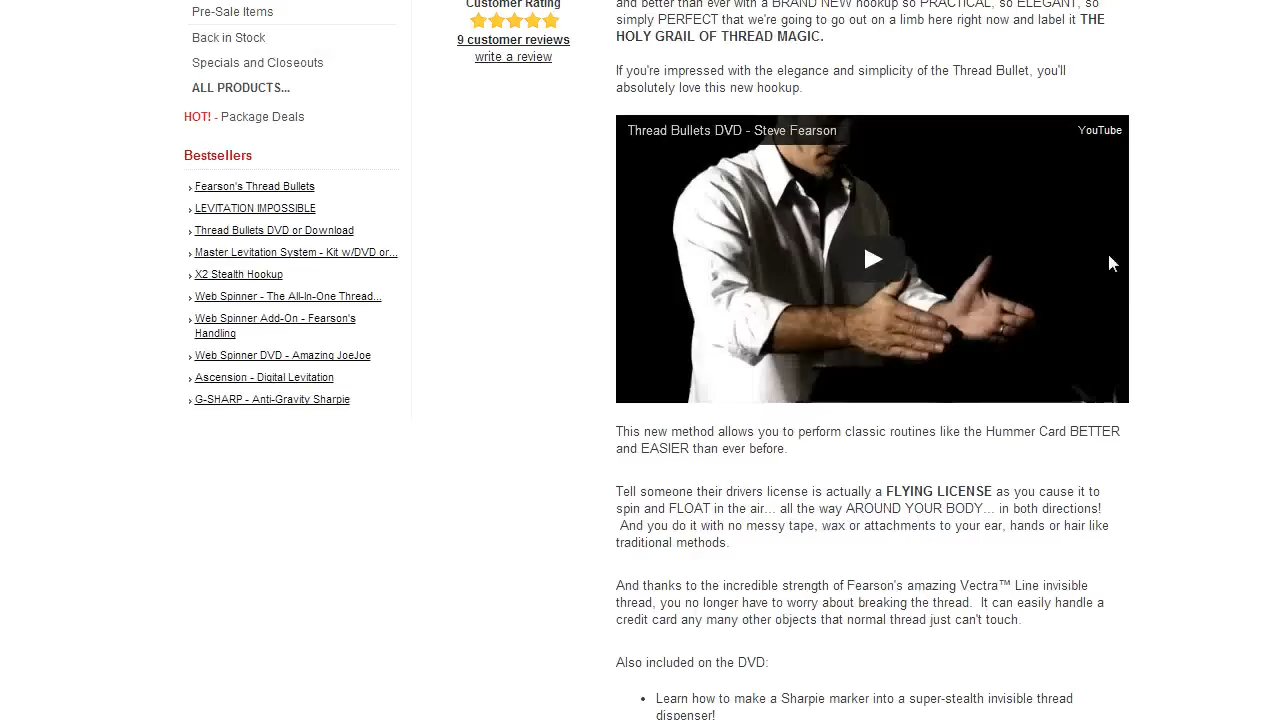 Pre-Sale Items
Back in Stock
Specials and Closeouts
ALL PRODUCTS...
HOT! - Package Deals
Bestsellers
Fearson's Thread Bullets
LEVITATION IMPOSSIBLE
Thread Bullets DVD or Download
Master Levitation System - Kit w/DVD or...
X2 Stealth Hookup
Web Spinner - The All-In-One Thread...
Web Spinner Add-On - Fearson's
Handling
Web Spinner DVD - Amazing JoeJoe
Ascension - Digital Levitation
G-SHARP - Anti-Gravity Sharpie
Customer Rating
9 customer reviews
write a review
and better than ever with a BRAND NEW hookup so PRACTICAL, so ELEGANT, so
simply PERFECT that we're going to go out on a limb here right now and label it THE
HOLY GRAIL OF THREAD MAGIC.
If you're impressed with the elegance and simplicity of the Thread Bullet, you'll
absolutely love this new hookup.
Thread Bullets DVD - Steve Fearson
YouTube
This new method allows you to perform classic routines like the Hummer Card BETTER
and EASIER than ever before.
Tell someone their drivers license is actually a FLYING LICENSE as you cause it to
spin and FLOAT in the air... all the way AROUND YOUR BODY... in both directions!
And you do it with no messy tape, wax or attachments to your ear, hands or hair like
traditional methods.
And thanks to the incredible strength of Fearson's amazing Vectra™ Line invisible
thread, you no longer have to worry about breaking the thread. It can easily handle a
credit card any many other objects that normal thread just can't touch.
Also included on the DVD:
• Learn how to make a Sharpie marker into a super-stealth invisible thread
dispenser!